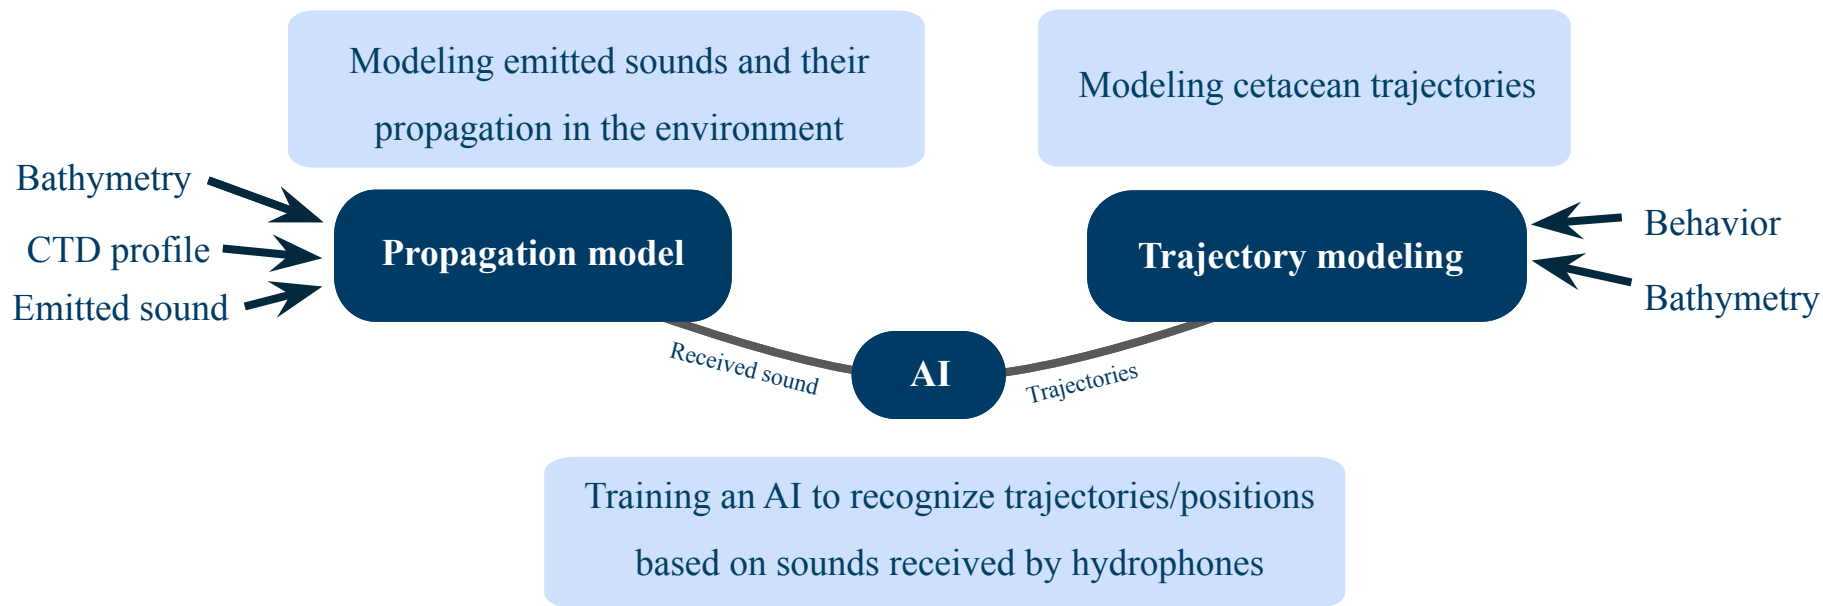 Modeling emitted sounds and their
propagation in the environment
Modeling cetacean trajectories
Bathymetry
CTD profile
Emitted sound
Propagation model
Trajectory modeling
Behavior
Bathymetry
Received sound
AI
Trajectories
Training an AI to recognize trajectories/positions
based on sounds received by hydrophones